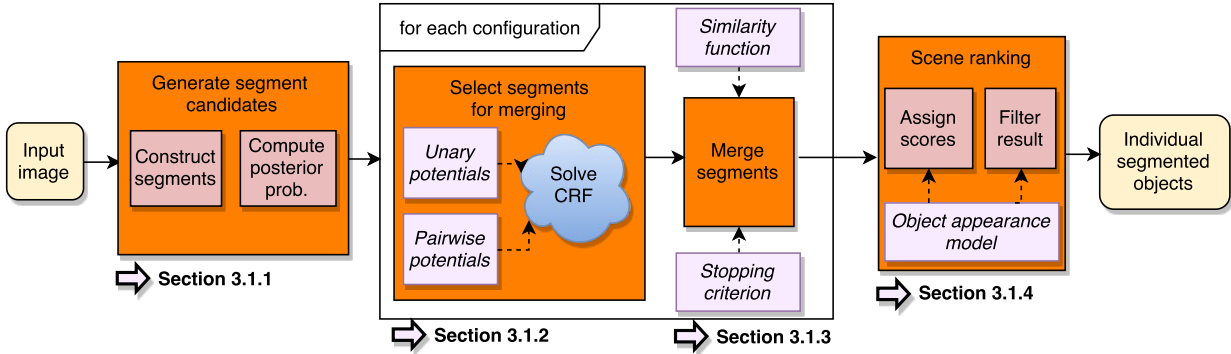 Input
image
Generate segment
candidates
Construct
segments
Compute
posterior
prob.
Section 3.1.1
for each configuration
Select segments
for merging
Unary
potentials
Pairwise
potentials
Solve
CRF
Section 3.1.2
Similarity
function
Merge
segments
Stopping
criterion
Section 3.1.3
Scene ranking
Assign
scores
Filter
result
Object appearance
model
Section 3.1.4
Individual
segmented
objects